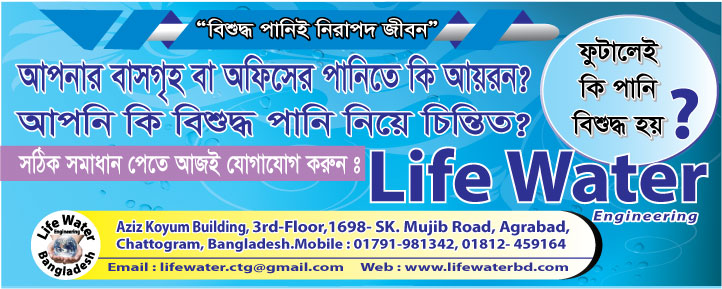 “বিশুদ্ধ পানিই নিরাপদ জীবন”
আপনার বাসগৃহ বা অফিসের পানিতে কি আয়রন?
আপনি কি বিশুদ্ধ পানি নিয়ে চিন্তিত?
ফুটালেই
কি পানি
বিশুদ্ধ হয় ?
সঠিক সমাধান পেতে আজই যোগাযোগ করুন ঃ
Life Water
Engineering
Life Water
Engineering
Bangladesh
Aziz Koyum Building, 3rd-Floor,1698- SK. Mujib Road, Agrabad,
Chattogram, Bangladesh.Mobile : 01791-981342, 01812- 459164
Email : lifewater.ctg@gmail.com Web : www.lifewaterbd.com